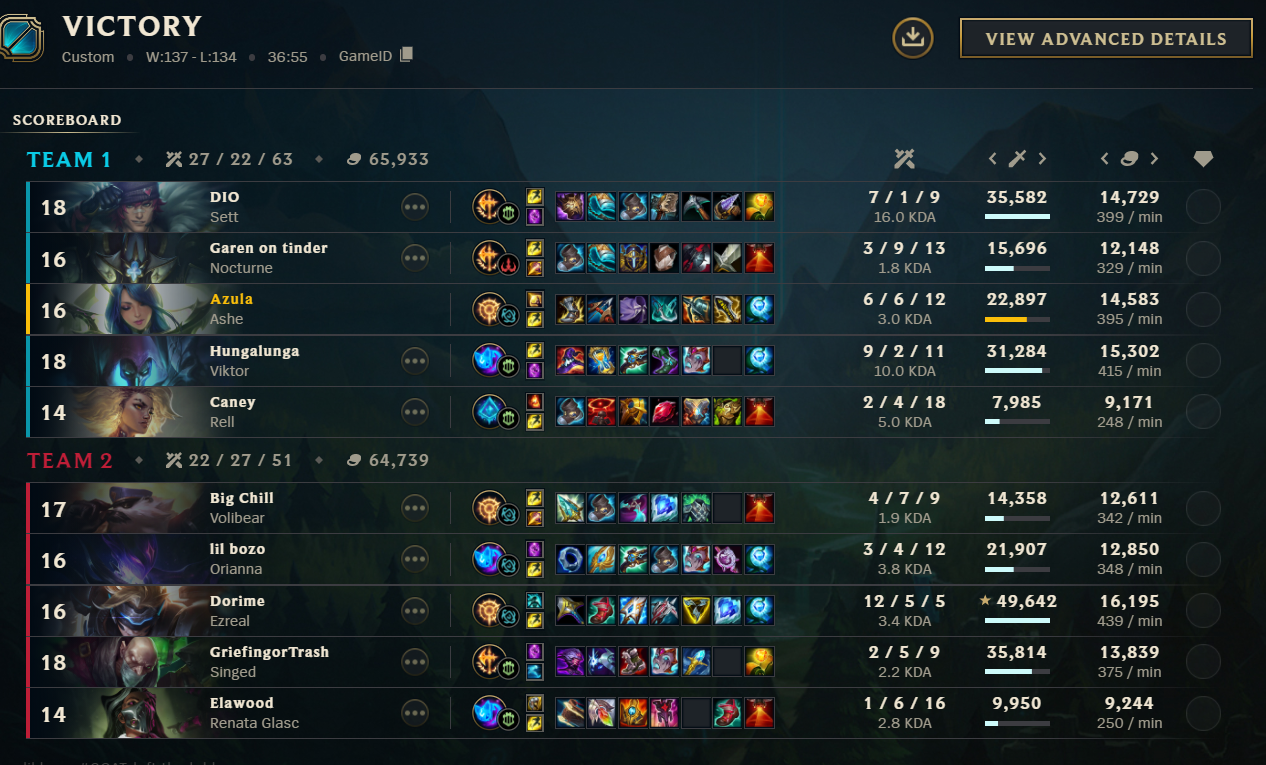 VICTORY
Custom • W:137 - L:134 • 36:55 • GameID
VIEW ADVANCED DETAILS
SCOREBOARD
TEAM 1 27 / 22 / 63 65,933
18 DIO Sett 7 / 1 / 9 16.0 KDA 35,582 14,729 399 / min
16 Garen on tinder Nocturne 3 / 9 / 13 1.8 KDA 15,696 12,148 329 / min
16 Azula Ashe 6 / 6 / 12 3.0 KDA 22,897 14,583 395 / min
18 Hungalunga Viktor 9 / 2 / 11 10.0 KDA 31,284 15,302 415 / min
14 Caney Rell 2 / 4 / 18 5.0 KDA 7,985 9,171 248 / min
TEAM 2 22 / 27 / 51 64,739
17 Big Chill Volibear 4 / 7 / 9 1.9 KDA 14,358 12,611 342 / min
16 lil bozo Orianna 3 / 4 / 12 3.8 KDA 21,907 12,850 348 / min
16 Dorime Ezreal 12 / 5 / 5 3.4 KDA 49,642 16,195 439 / min
18 GriefingorTrash Singed 2 / 5 / 9 2.2 KDA 35,814 13,839 375 / min
14 Elawood Renata Glasc 1 / 6 / 16 2.8 KDA 9,950 9,244 250 / min